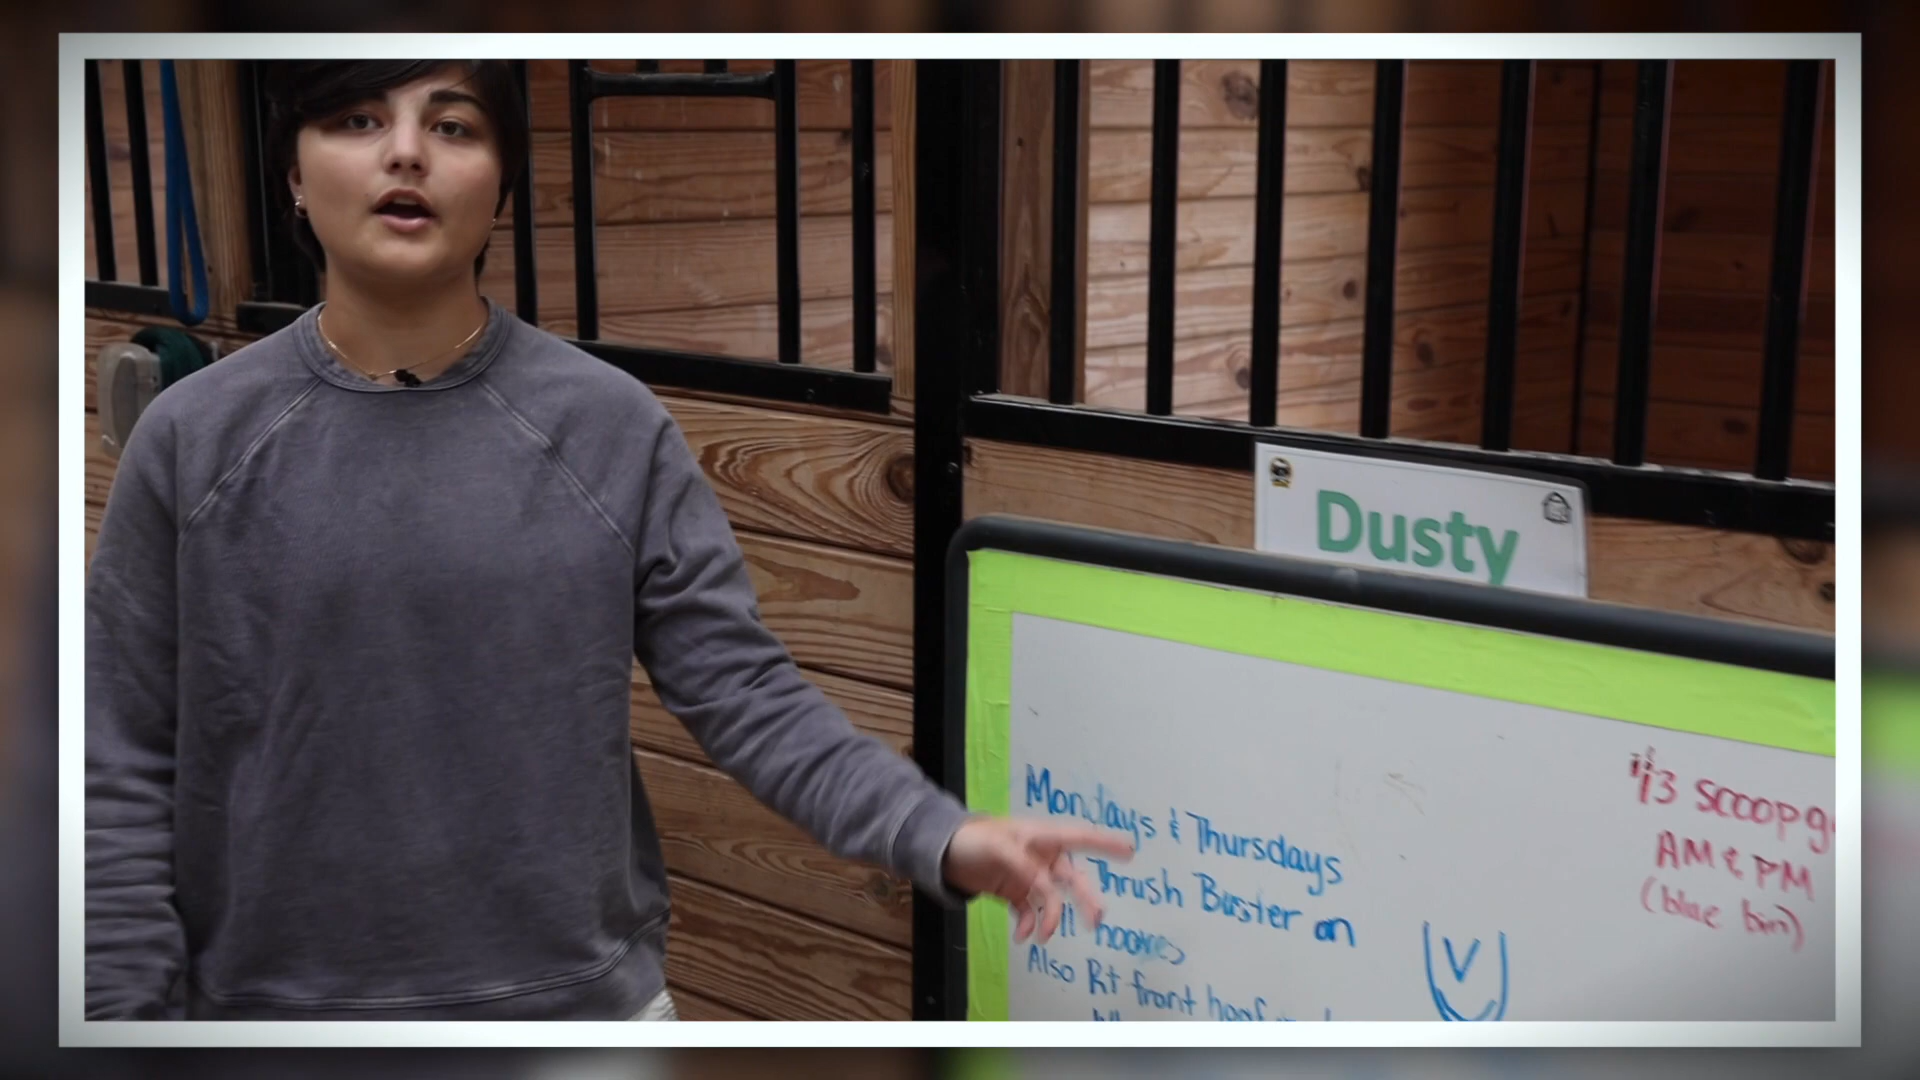 Dusty
Mondays & Thursdays
Thrush Buster on
hooves
Also Rt front hoof
V
1/3 scoop
AM & PM
(blue bin)